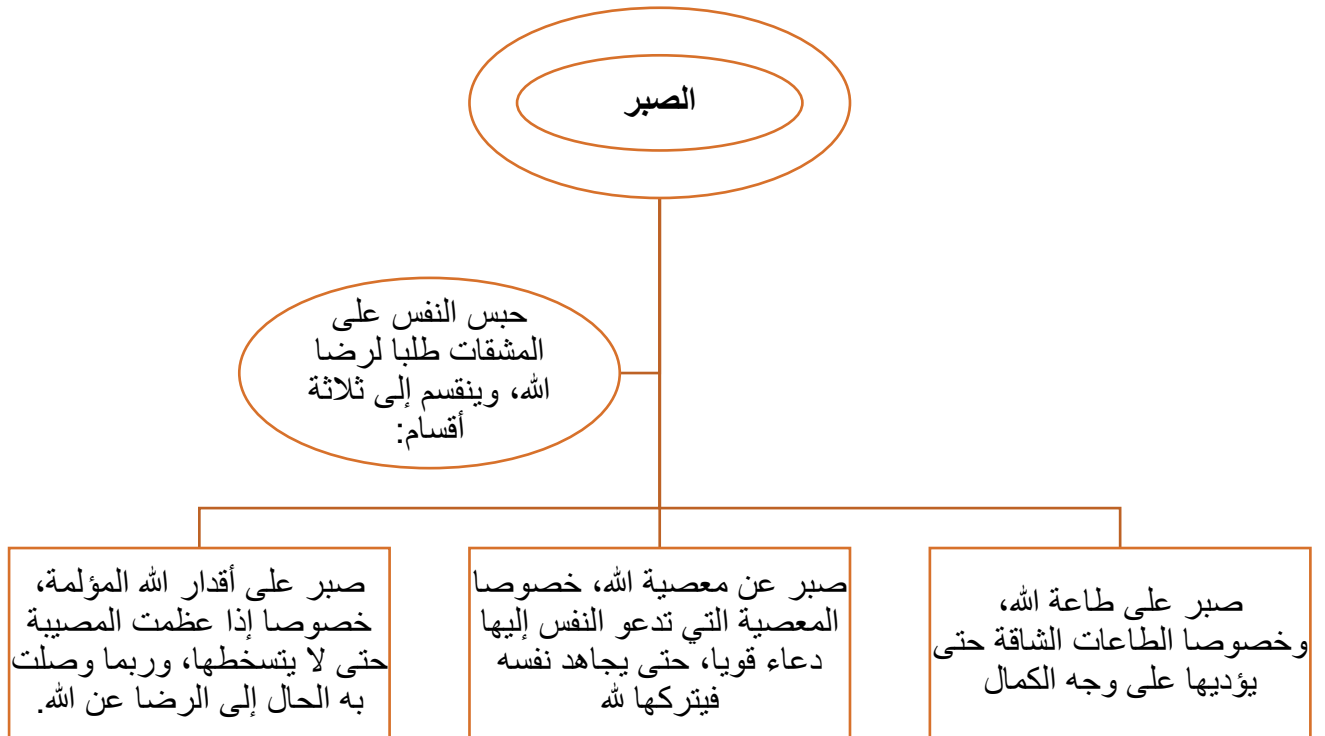 الصبر
حبس النفس على
المشقات طلبا لرضا
الله، وينقسم إلى ثلاثة
أقسام:
صبر على طاعة الله،
وخصوصا الطاعات الشاقة حتى
يؤديها على وجه الكمال
صبر عن معصية الله، خصوصا
المعصية التي تدعو النفس إليها
دعاء قويا، حتى يجاهد نفسه
فيتركها لله
صبر على أقدار الله المؤلمة،
خصوصا إذا عظمت المصيبة
حتى لا يتسخطها، وربما وصلت
به الحال إلى الرضا عن الله.